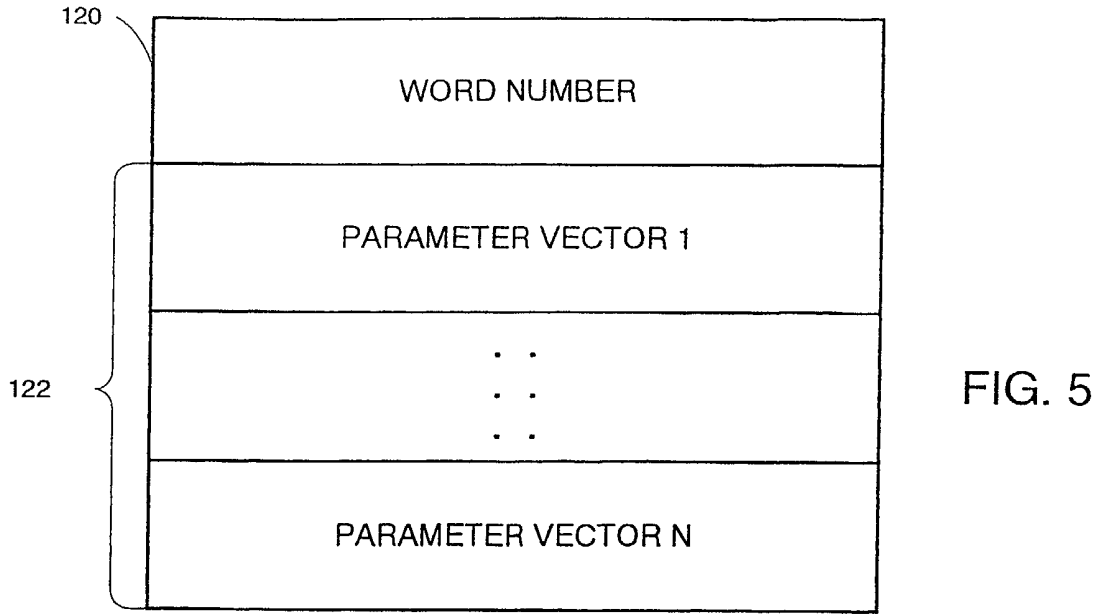 120
WORD NUMBER
PARAMETER VECTOR 1
. .
. .
. .
122
FIG. 5
PARAMETER VECTOR N